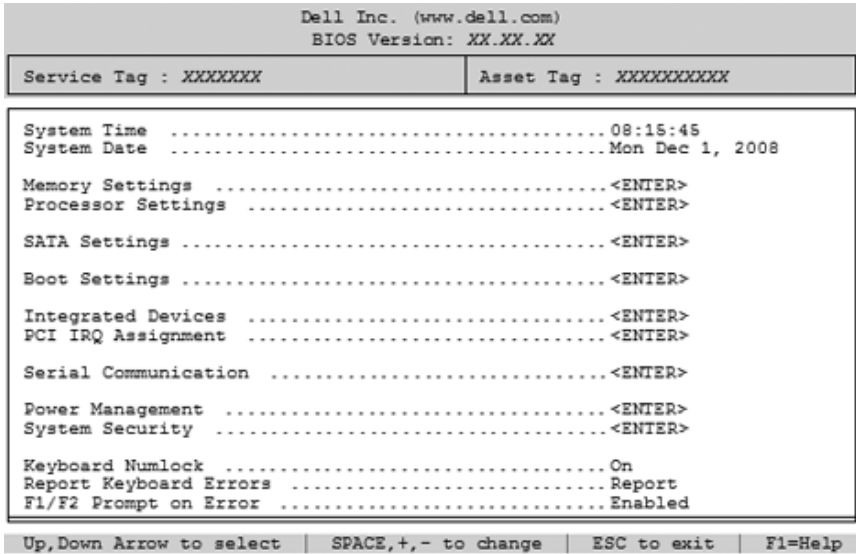 Dell Inc. (www.dell.com)
BIOS Version: XX.XX.XX
Service Tag : XXXXXXX Asset Tag : XXXXXXXXXX
System Time ........................................08:15:45
System Date ........................................Mon Dec 1, 2008
Memory Settings ....................................<ENTER>
Processor Settings .................................<ENTER>
SATA Settings .......................................<ENTER>
Boot Settings .......................................<ENTER>
Integrated Devices .................................<ENTER>
PCI IRQ Assignment .................................<ENTER>
Serial Communication ...............................<ENTER>
Power Management ...................................<ENTER>
System Security ....................................<ENTER>
Keyboard Numlock ...................................On
Report Keyboard Errors .............................Report
F1/F2 Prompt on Error ..............................Enabled
Up,Down Arrow to select | SPACE,+,- to change | ESC to exit | F1=Help